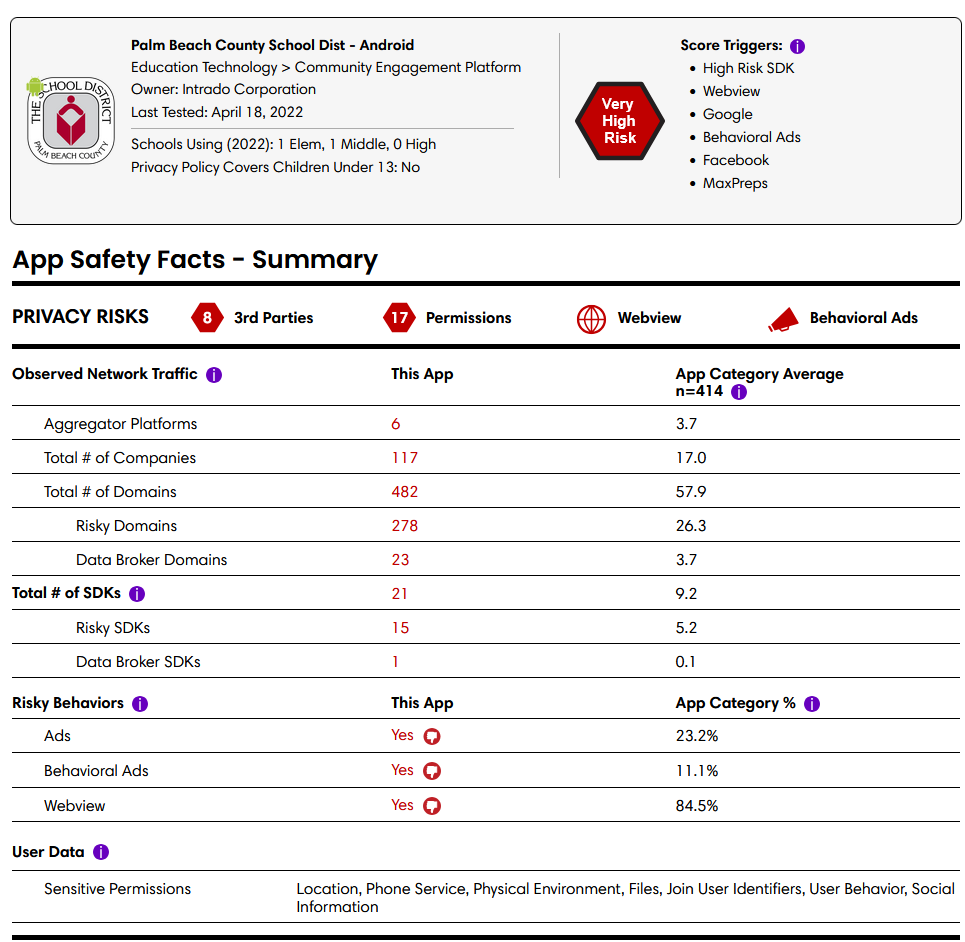 THE SCHOOL DISTRICT
PALM BEACH COUNTY
Palm Beach County School Dist - Android
Education Technology > Community Engagement Platform
Owner: Intrado Corporation
Last Tested: April 18, 2022
Schools Using (2022): 1 Elem, 1 Middle, 0 High
Privacy Policy Covers Children Under 13: No
Very
High
Risk
Score Triggers: i
• High Risk SDK
• Webview
• Google
• Behavioral Ads
• Facebook
• MaxPreps
App Safety Facts - Summary
PRIVACY RISKS 8 3rd Parties 17 Permissions Webview Behavioral Ads
Observed Network Traffic i This App App Category Average
n=414 i
Aggregator Platforms 6 3.7
Total # of Companies 117 17.0
Total # of Domains 482 57.9
Risky Domains 278 26.3
Data Broker Domains 23 3.7
Total # of SDKs i 21 9.2
Risky SDKs 15 5.2
Data Broker SDKs 1 0.1
Risky Behaviors i This App App Category % i
Ads Yes 23.2%
Behavioral Ads Yes 11.1%
Webview Yes 84.5%
User Data i
Sensitive Permissions Location, Phone Service, Physical Environment, Files, Join User Identifiers, User Behavior, Social
Information